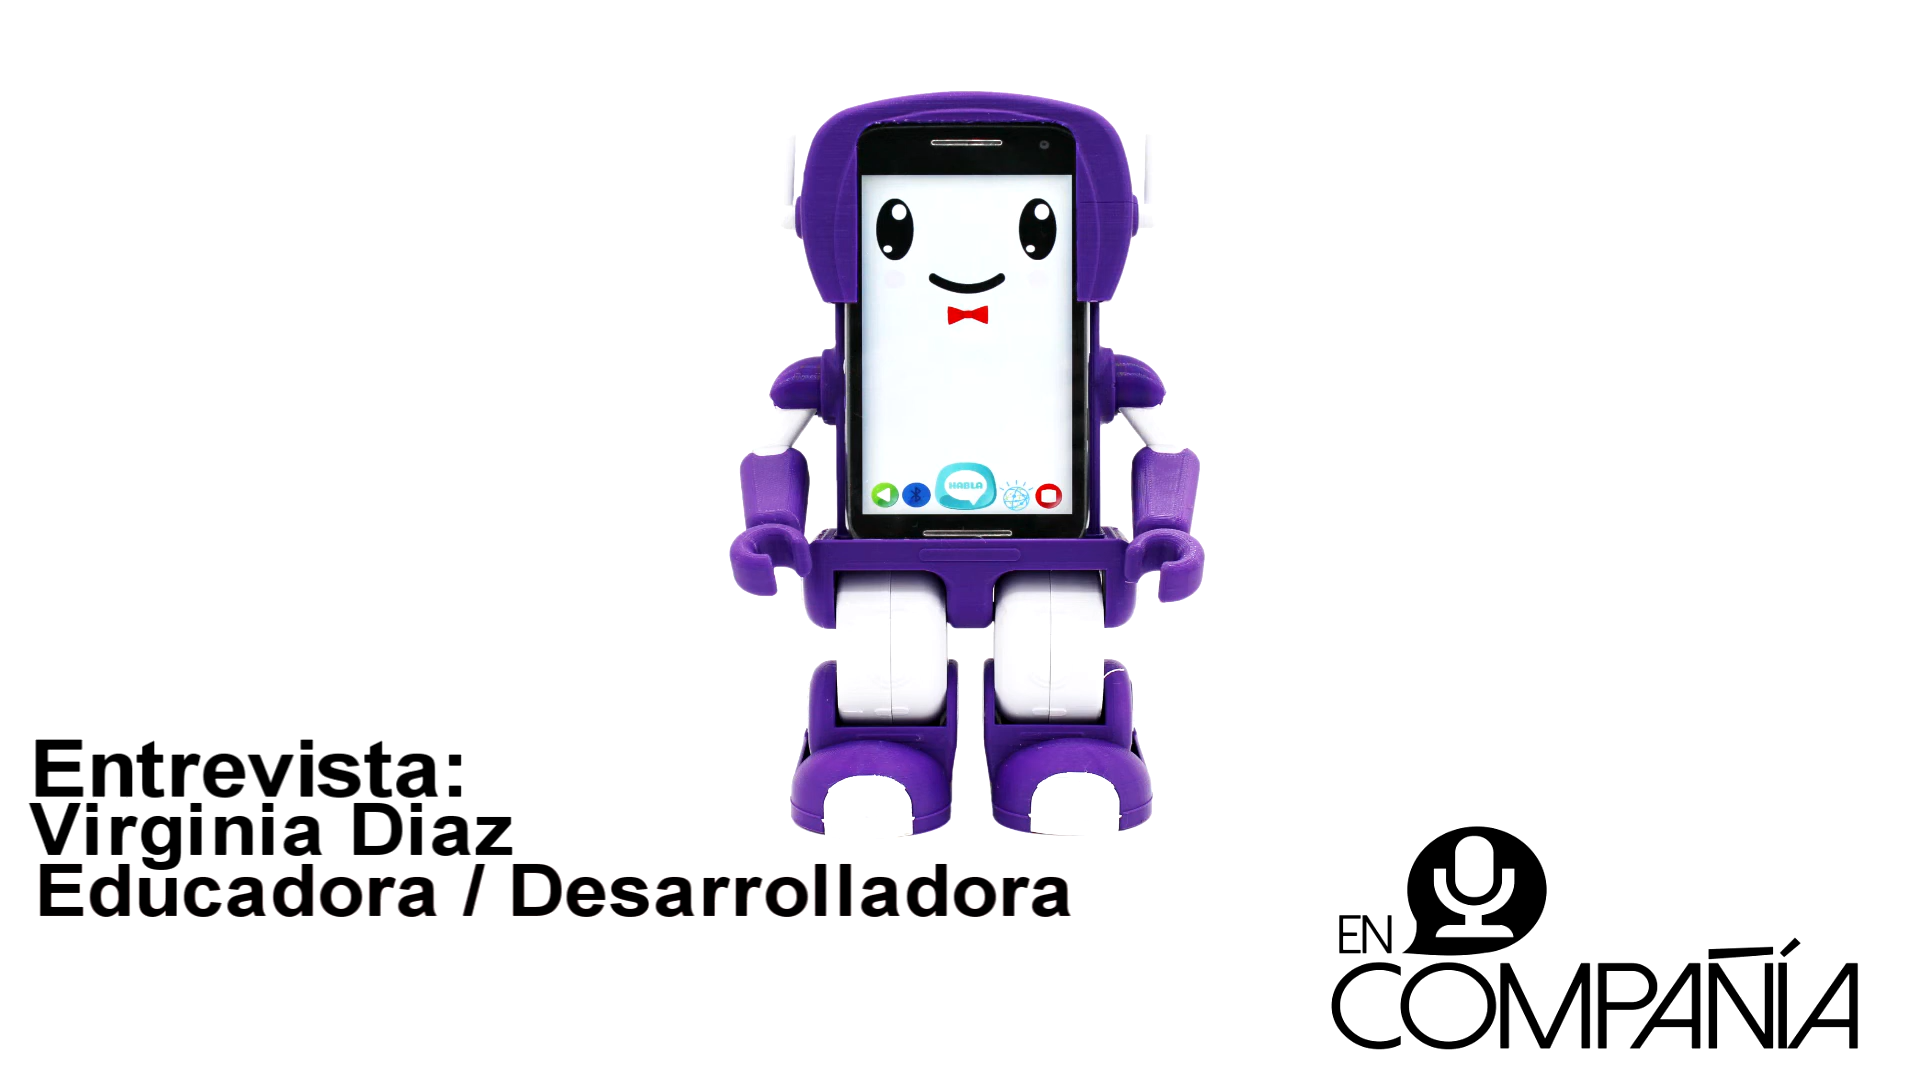 HABLA
Entrevista:
Virginia Diaz
Educadora / Desarrolladora
EN
COMPAÑÍA